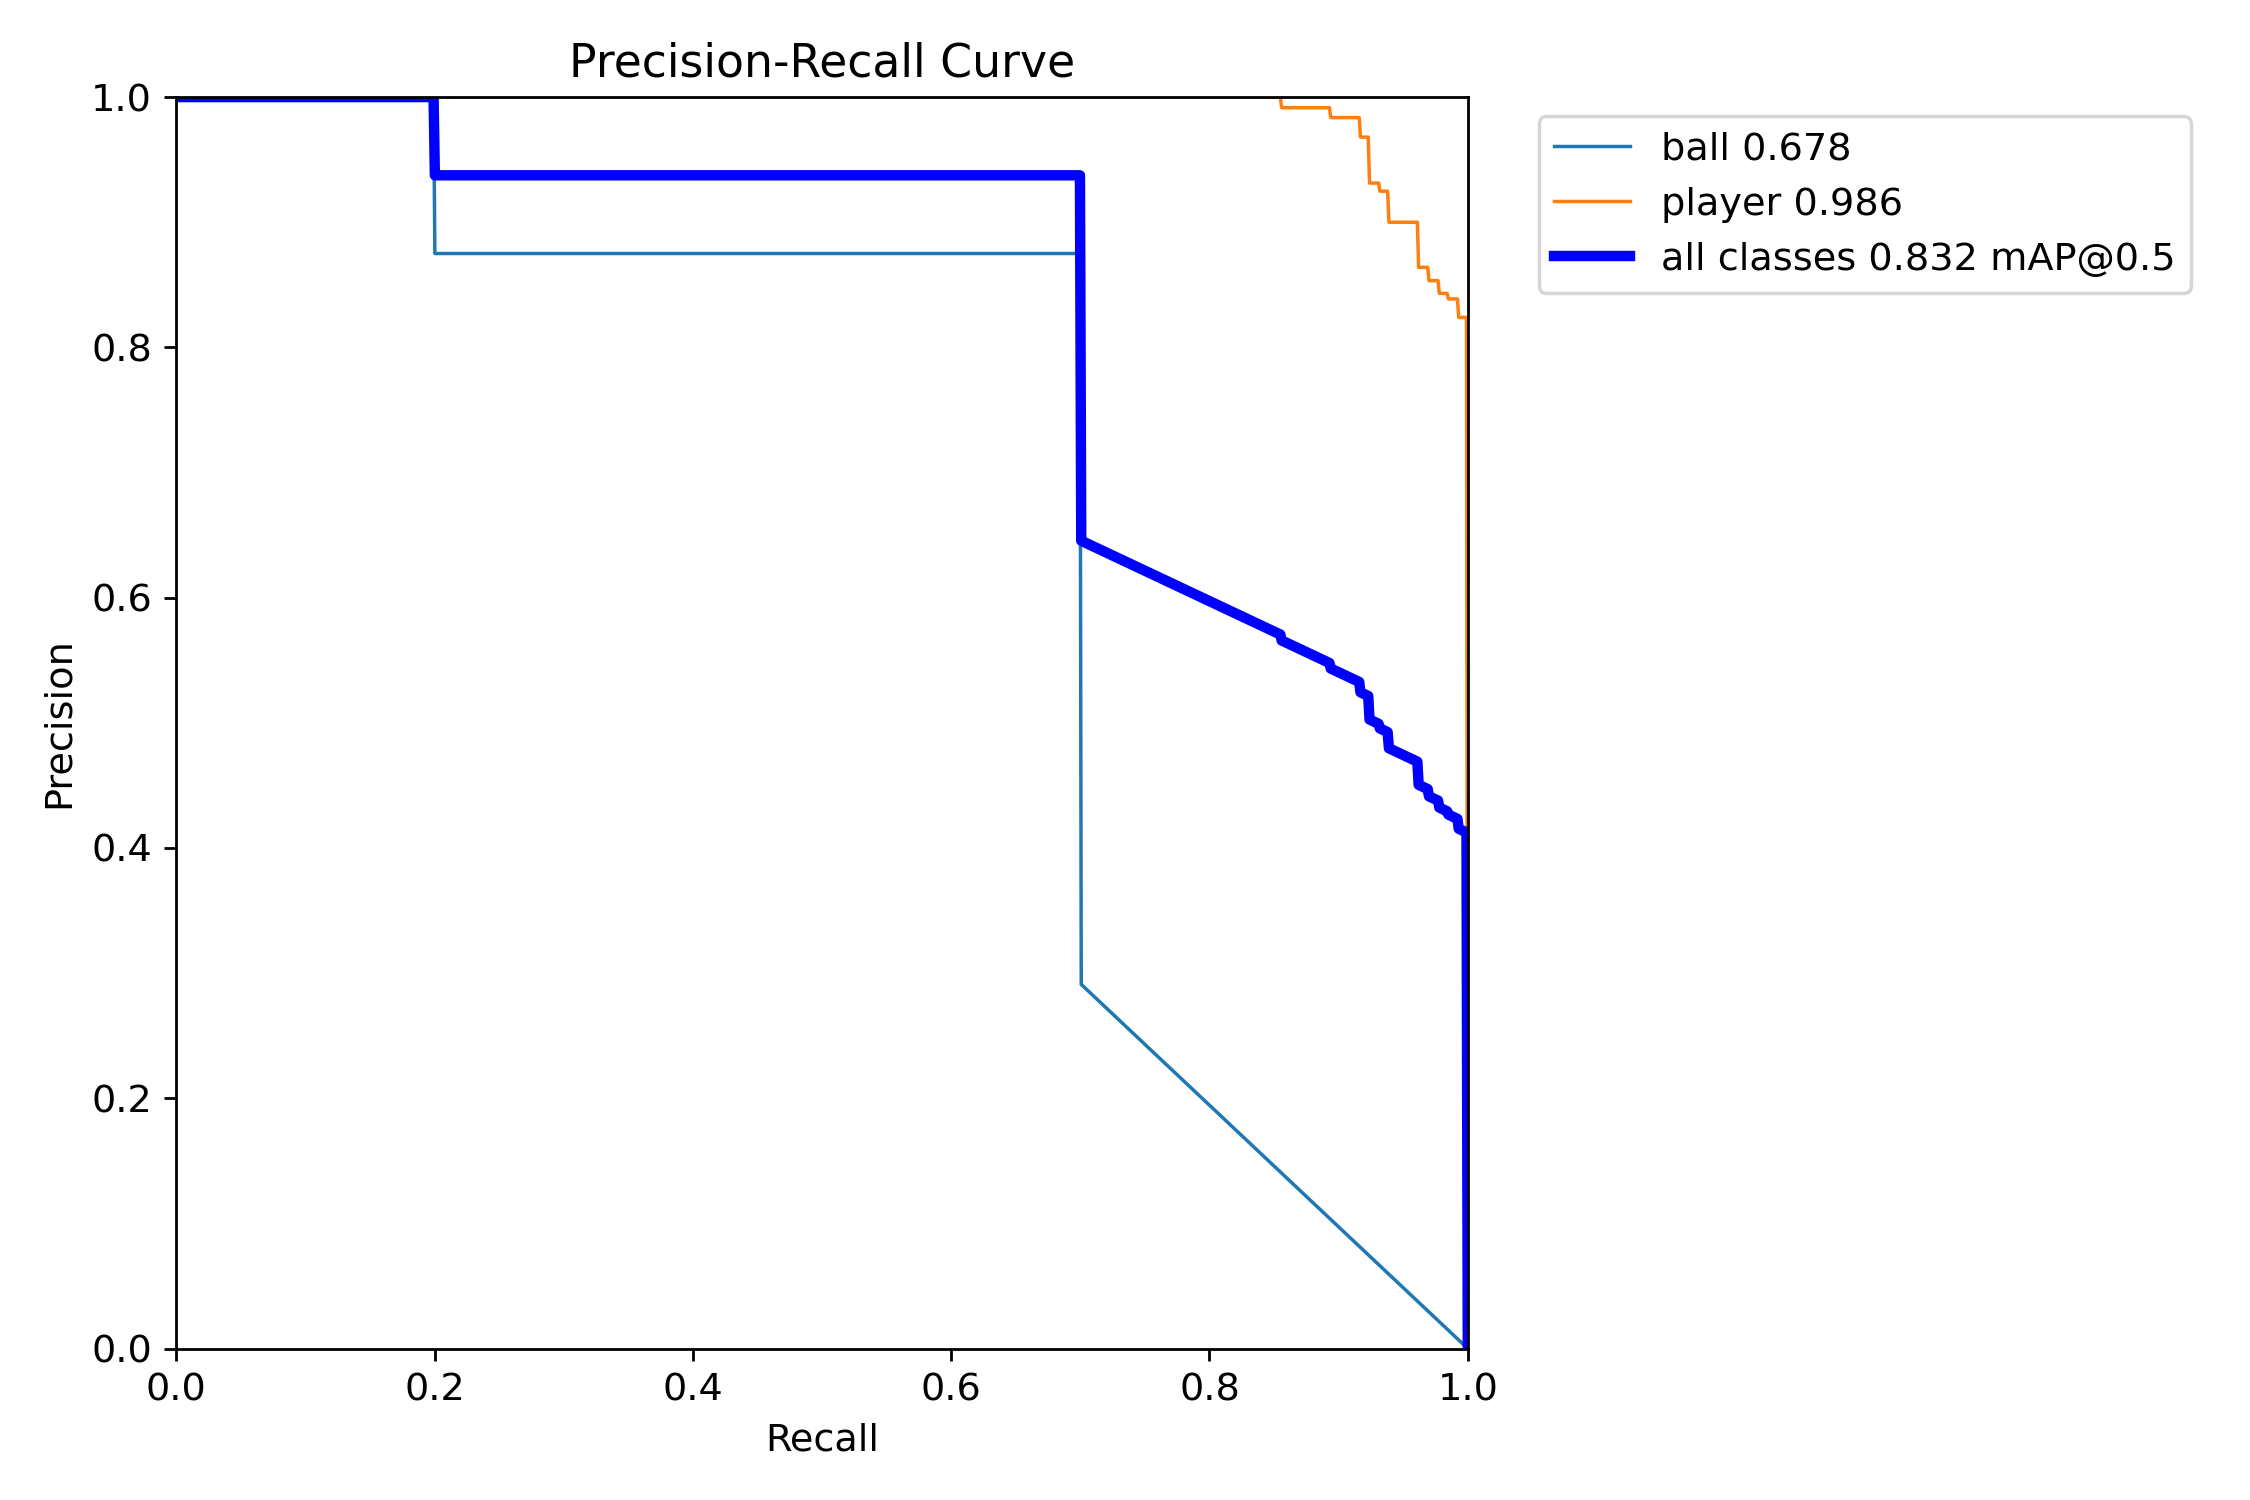 Precision-Recall Curve
1.0
0.8
0.6
0.4
0.2
0.0
Precision
0.0 0.2 0.4 0.6 0.8 1.0
Recall
ball 0.678
player 0.986
all classes 0.832 mAP@0.5